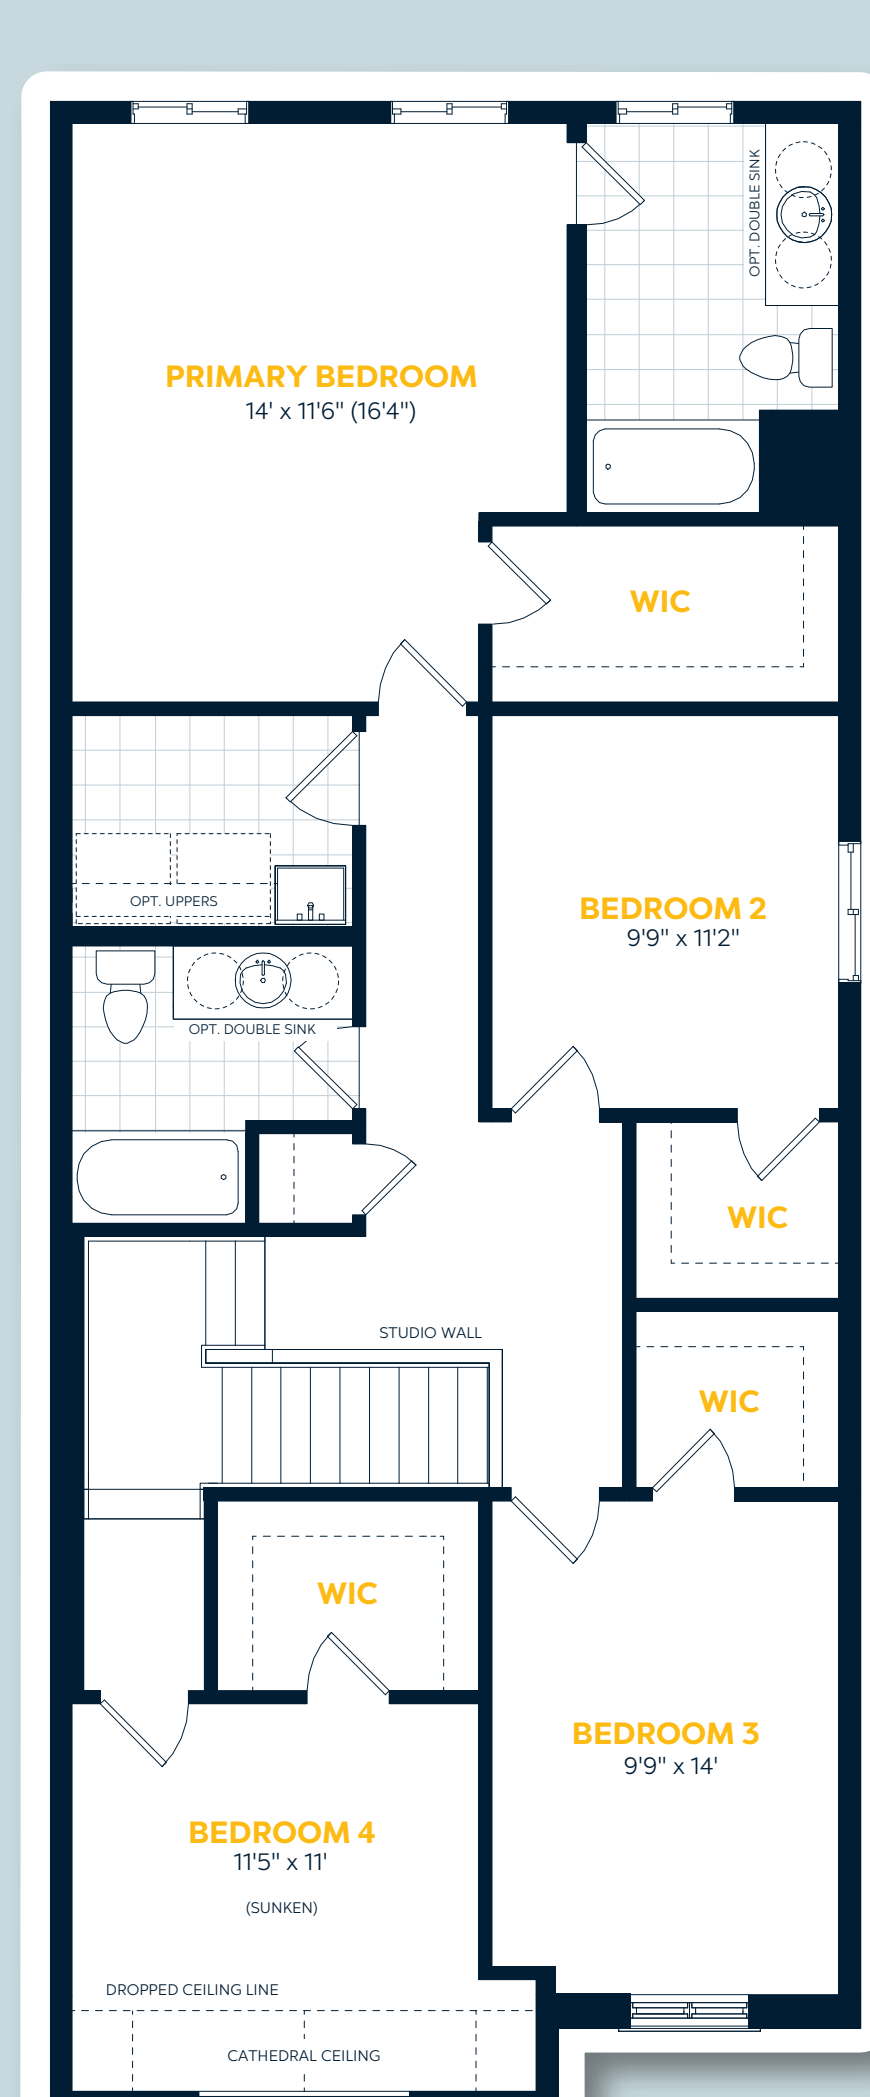 OPT. DOUBLE SINK
PRIMARY BEDROOM
14' x 11'6" (16'4")
WIC
OPT. UPPERS
BEDROOM 2
9'9" x 11'2"
OPT. DOUBLE SINK
WIC
STUDIO WALL
WIC
WIC
BEDROOM 3
9'9" x 14'
BEDROOM 4
11'5" x 11'
(SUNKEN)
DROPPED CEILING LINE
CATHEDRAL CEILING